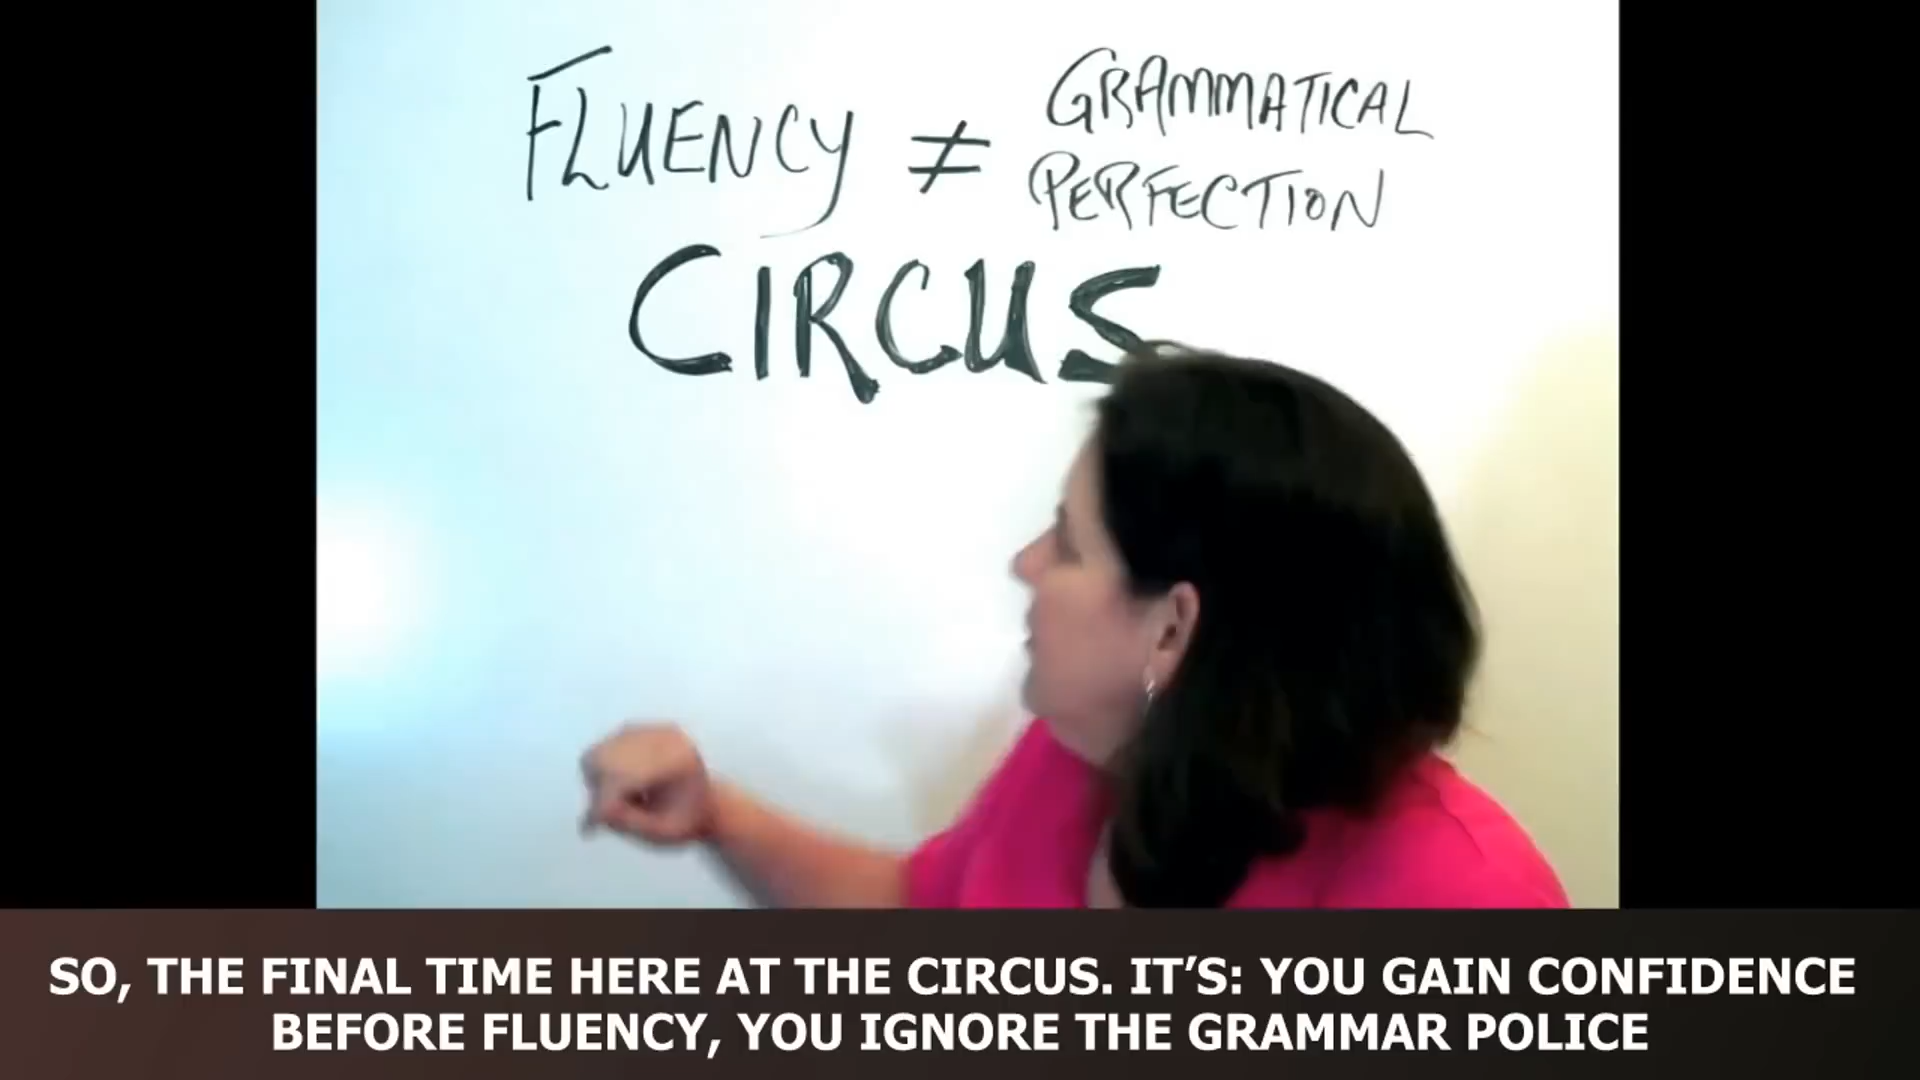 FLUENCY ≠ GRAMMATICAL
PERFECTION
CIRCUS
SO, THE FINAL TIME HERE AT THE CIRCUS. IT’S: YOU GAIN CONFIDENCE
BEFORE FLUENCY, YOU IGNORE THE GRAMMAR POLICE